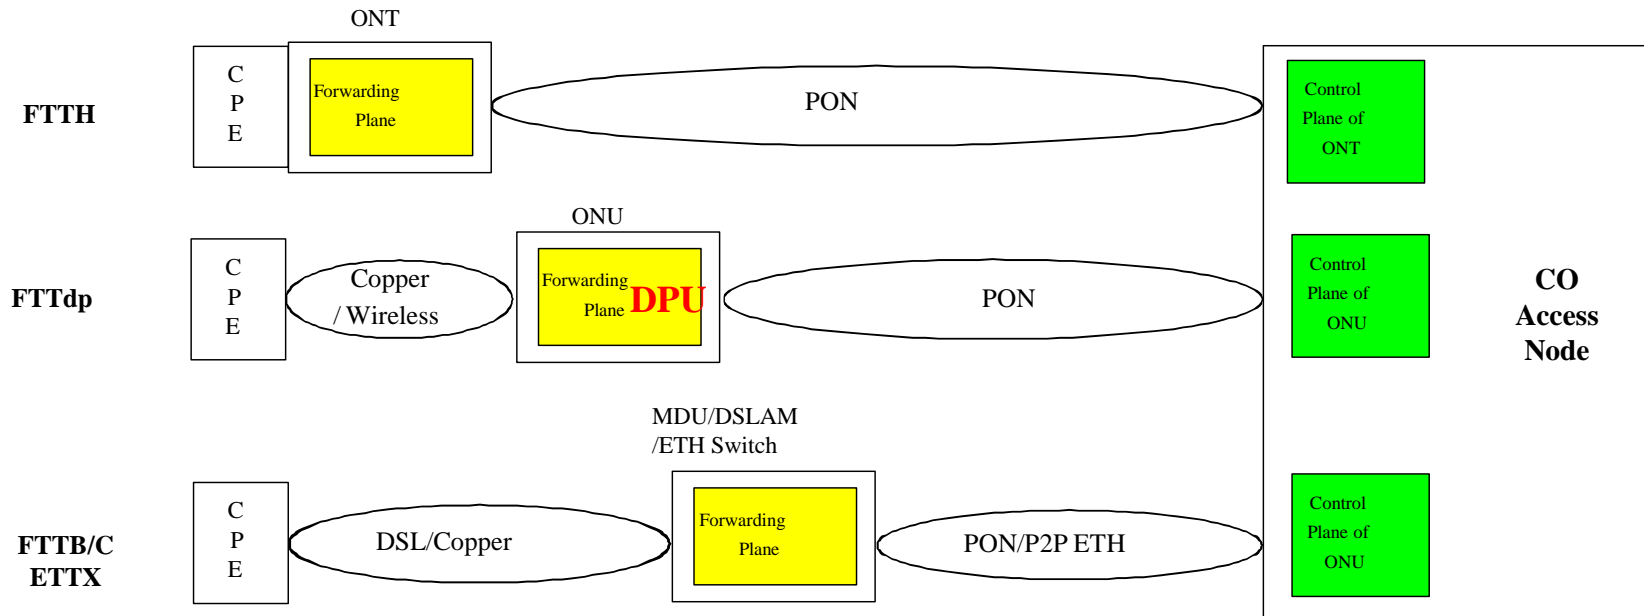 ONT
FTTH
C
P
E
Forwarding
Plane
PON
Control
Plane of
ONT
ONU
FTTdp
C
P
E
Copper
/ Wireless
Forwarding
Plane DPU
PON
Control
Plane of
ONU
CO
Access
Node
MDU/DSLAM
/ETH Switch
FTTB/C
ETTX
C
P
E
DSL/Copper
Forwarding
Plane
PON/P2P ETH
Control
Plane of
ONU